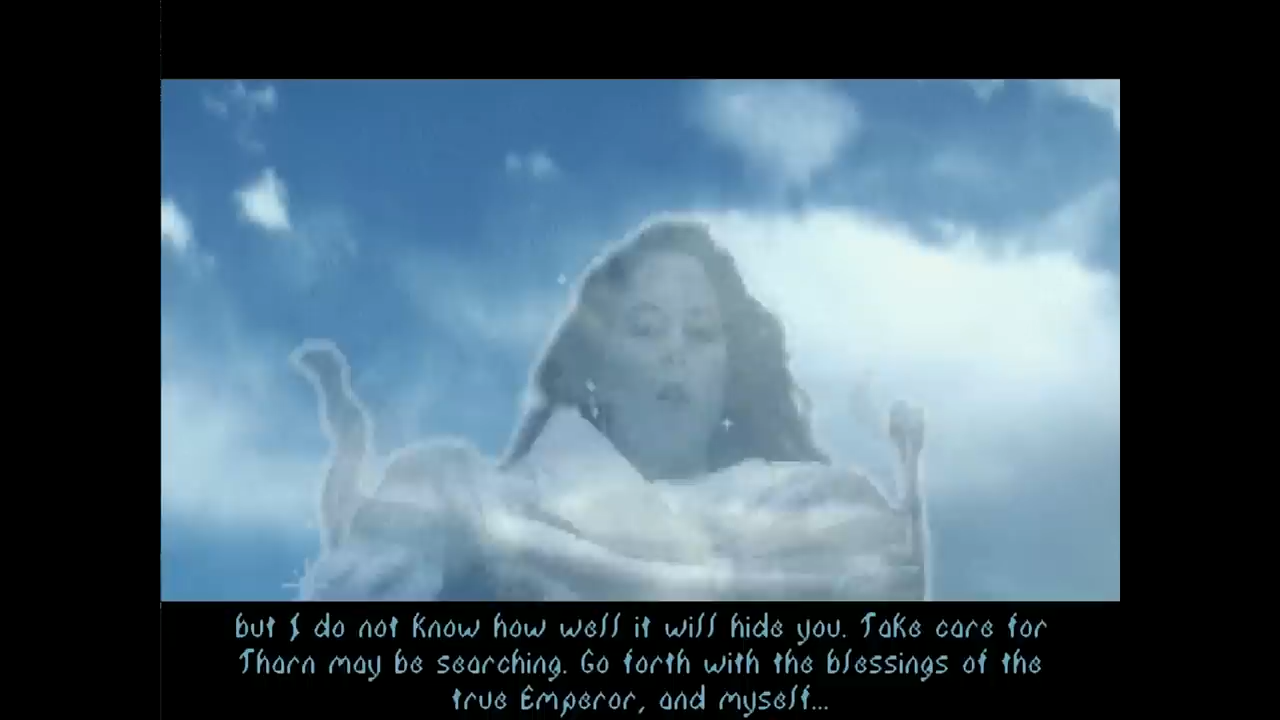 but I do not know how well it will hide you. Take care for
Tharn may be searching. Go forth with the blessings of the
true Emperor, and myself...